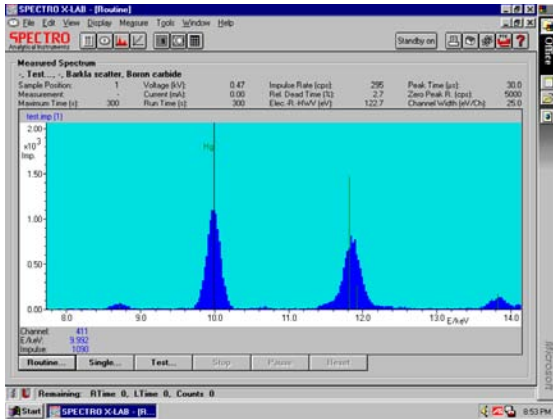 SPECTRO X-LAB - [Routine]
File Edit View Display Measure Tools Window Help
SPECTRO
Analytical Instruments
Standby on
Measured Spectrum
-, Test..., -, Barkla scatter, Boron carbide
Sample Position: 1 Voltage (kV): 0.47 Impulse Rate (cps): 295 Peak Time (µs): 30.0
Measurement: - Current (mA): 0.00 Rel. Dead Time (%): 2.7 Zero Peak R. (cps): 5000
Maximum Time (s): 300 Run Time (s): 300 Elec.-R.-HWV (eV): 122.7 Channel Width (eV/Ch): 25.0
test.imp (1)
2.00
x10 3
Imp.
Hg
1.50
1.00
0.50
0.00
8.0 9.0 10.0 11.0 12.0 13.0 E/keV 14.0
Channel: 411
E/keV: 9.992
Impulse: 1090
Routine... Single... Test... Stop Pause Reset
Remaining: RTime 0, LTime 0, Counts 0
Start SPECTRO X-LAB - [R... 8:53 PM
Office
Microsoft